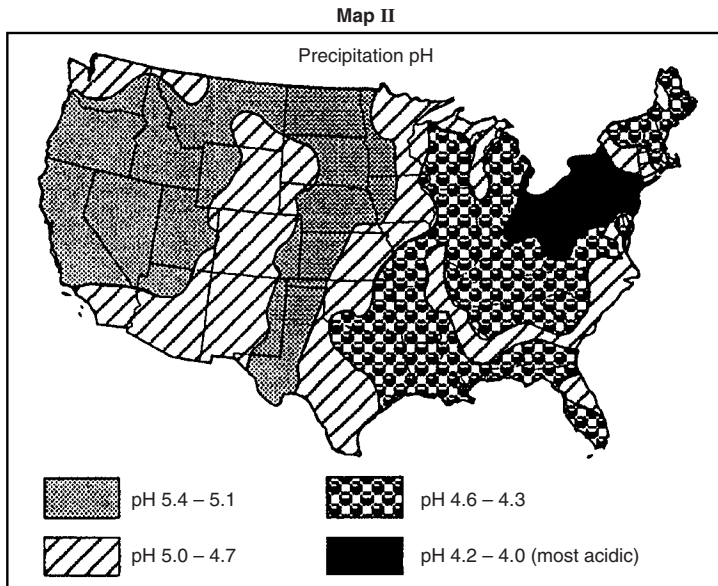 Map II
Precipitation pH
pH 5.4 – 5.1
pH 4.6 – 4.3
pH 5.0 – 4.7
pH 4.2 – 4.0 (most acidic)